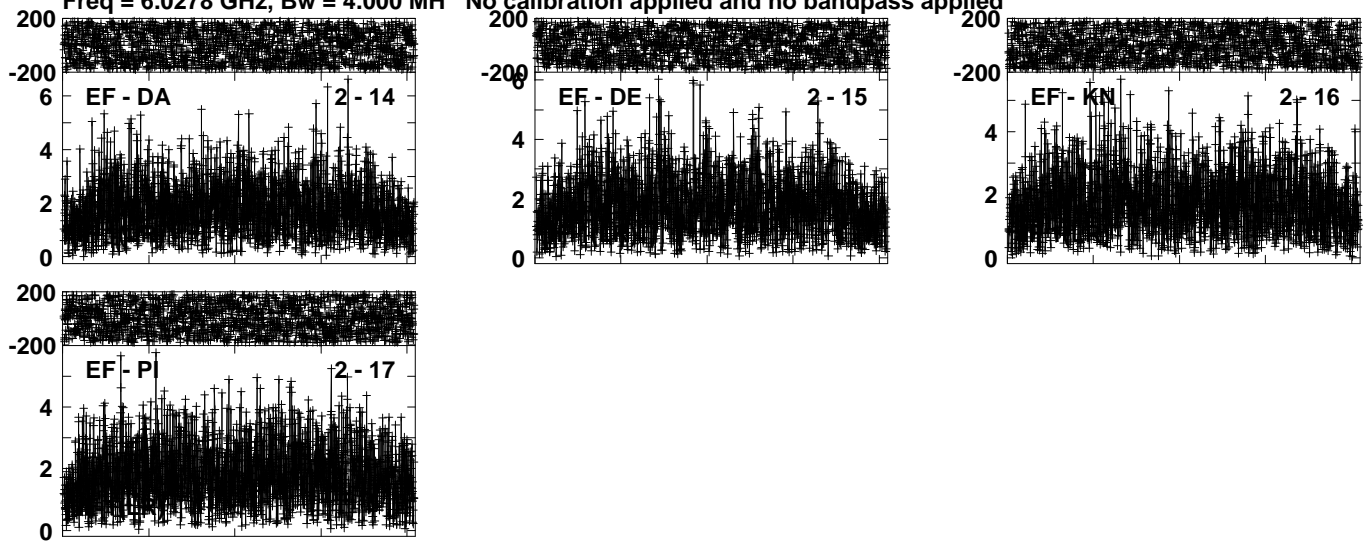 Freq = 6.0278 GHz, Bw = 4.000 MH No calibration applied and no bandpass applied
200 200 200
-200 -200 -200
EF - DA 2 - 14 EF - DE 2 - 15 EF - KN 2 - 16
6 6
4 4 4
2 2 2
0 0 0
200
-200
EF - PI 2 - 17
4
2
0